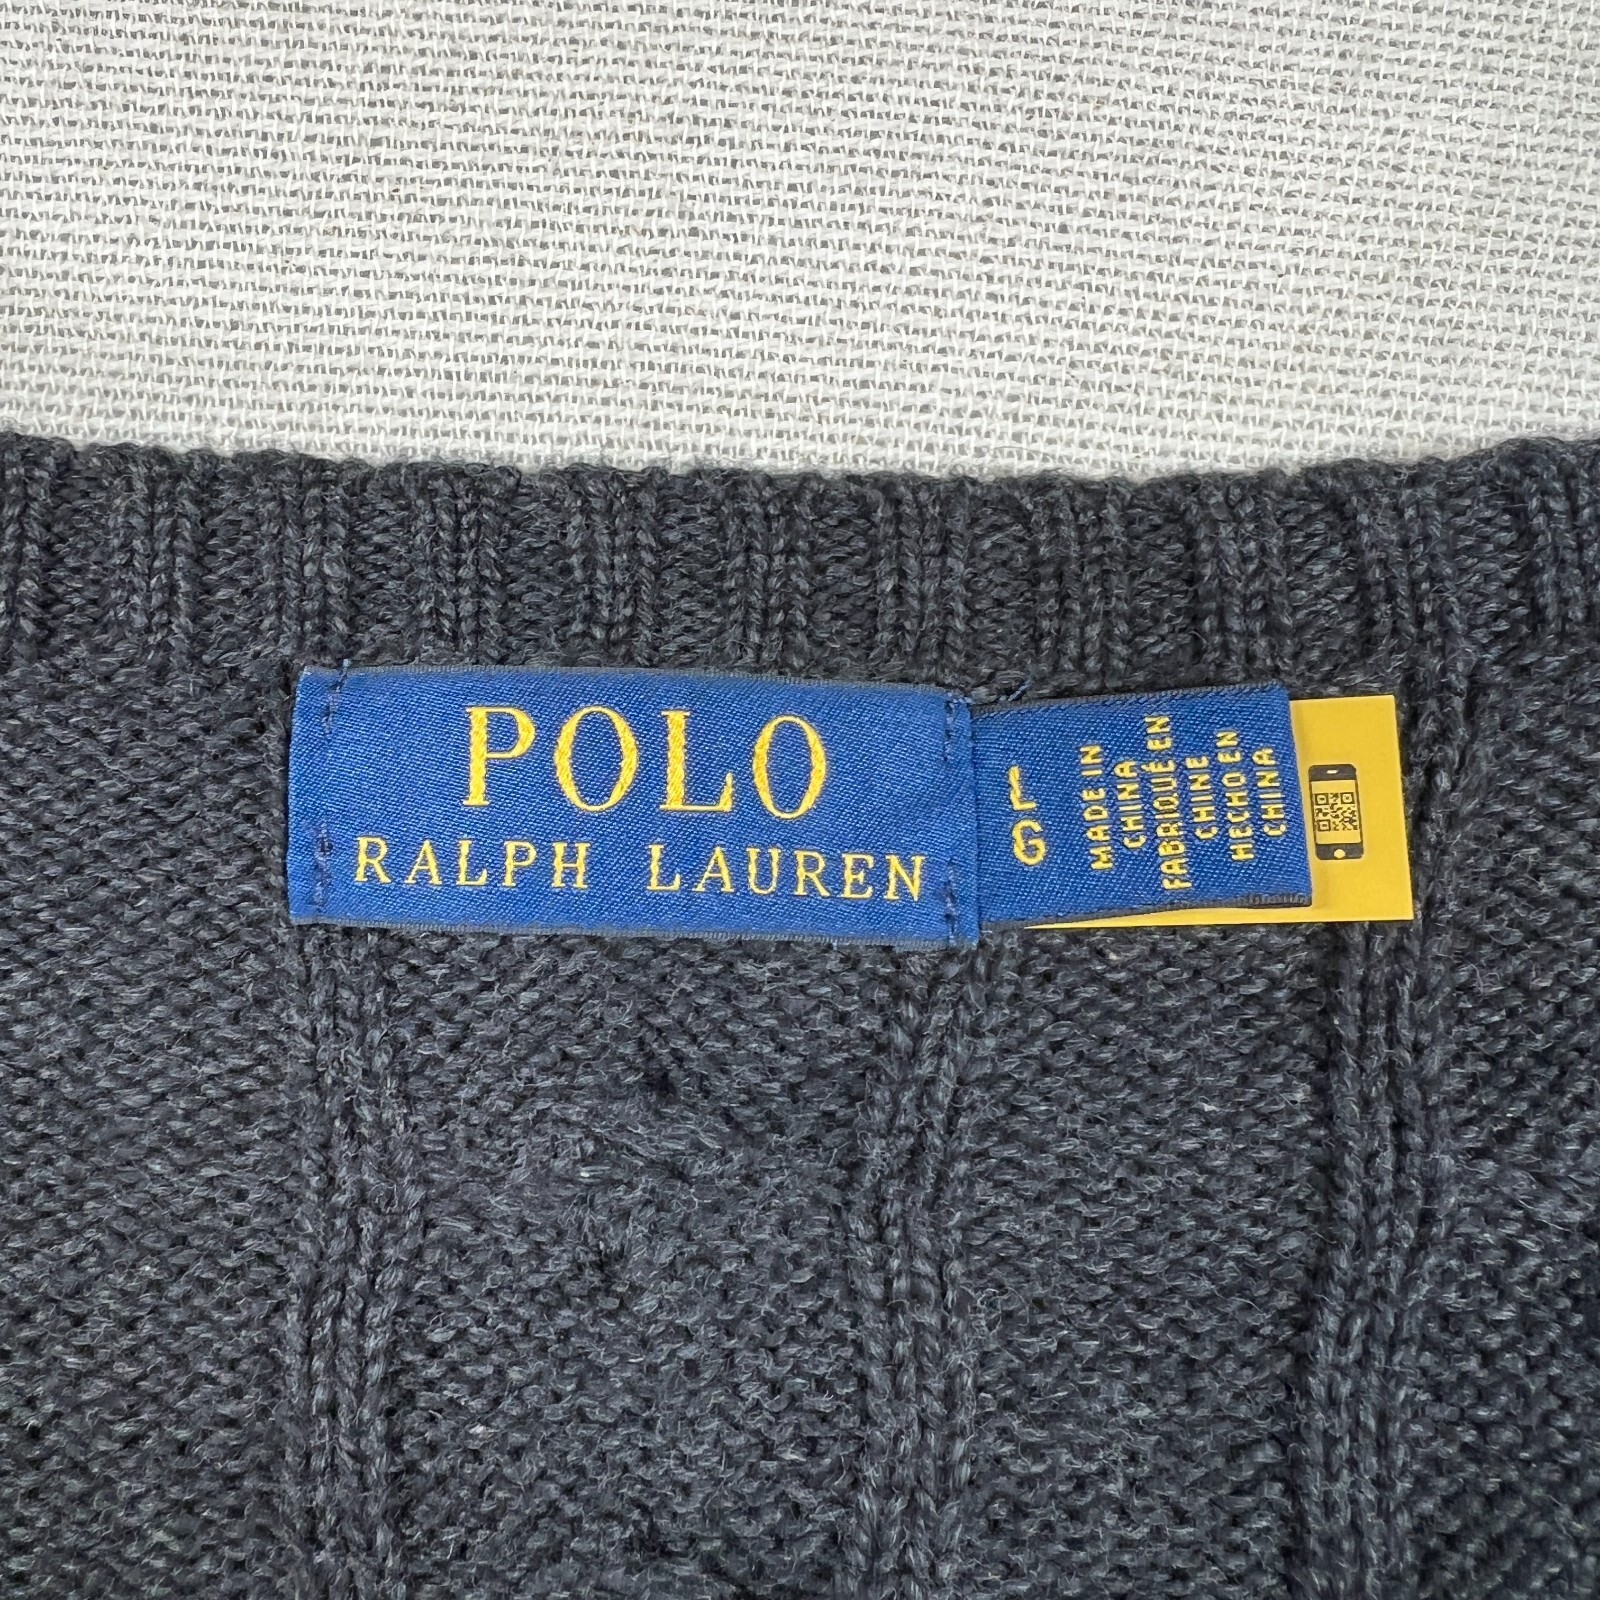 POLO
RALPH LAUREN
L
G
MADE IN
CHINA
FABRIQUÉ EN
CHINE
HECHO EN
CHINA